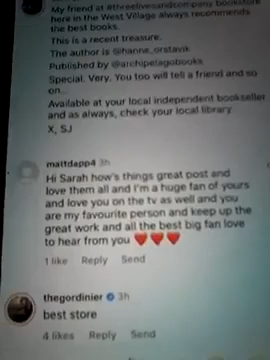 My friend at #threelivesandcompany bookstore
here in the West Village always recommends
the best books.
This is a recent treasure.
The author is @hanne_orstavik
Published by @archipelagobooks
Special. Very. You too will tell a friend and so
on...
Available at your local independent bookseller
and as always, check your local library.
X, SJ
mattdepp4 3h
Hi Sarah how's things great post and
love them all and i'm a huge fan of yours
and love you on the tv as well and you
are my favourite person and keep up the
great work and all the best big fan love
to hear from you ❤️❤️❤️
1 like Reply Send
thegordinier 3h
best store
4 likes Reply Send